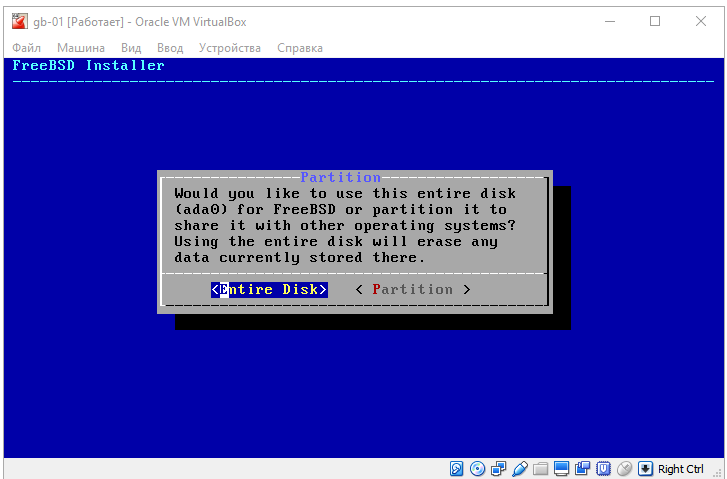 gb-01 [Работает] - Oracle VM VirtualBox
Файл Машина Вид Ввод Устройства Справка
FreeBSD Installer
Partition
Would you like to use this entire disk
(ada0) for FreeBSD or partition it to
share it with other operating systems?
Using the entire disk will erase any
data currently stored there.
<Entire Disk> < Partition >
Right Ctrl